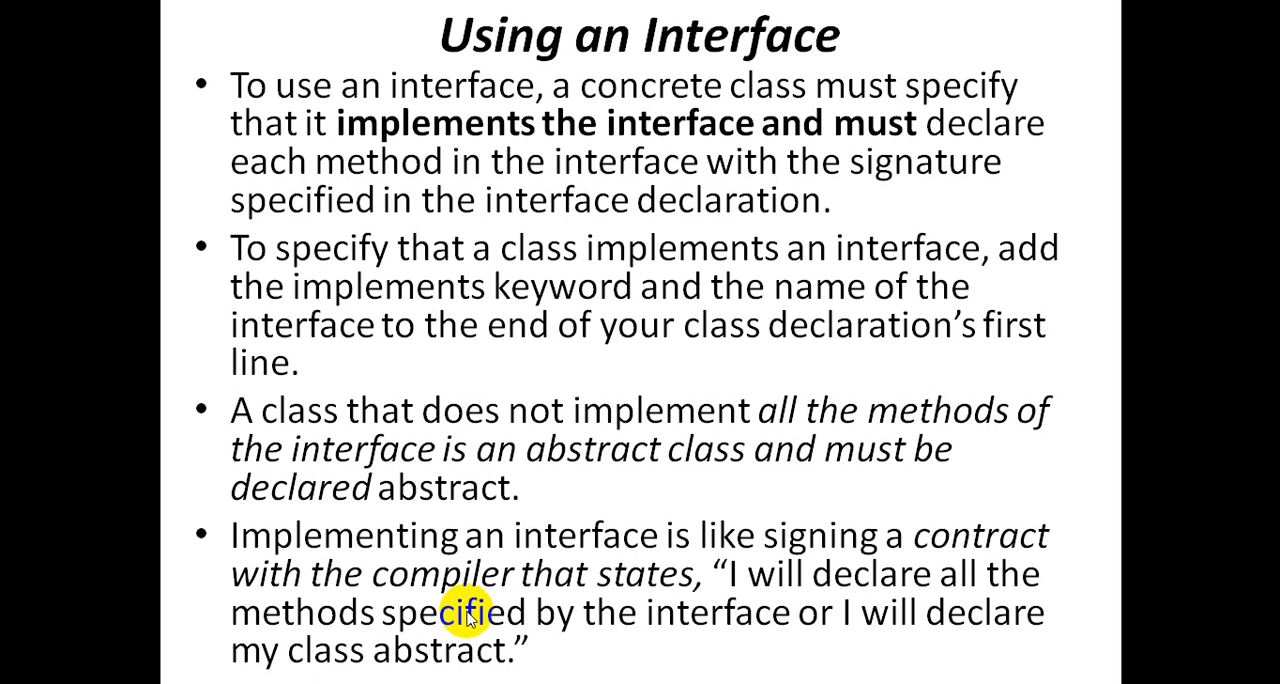 Using an Interface
• To use an interface, a concrete class must specify
that it implements the interface and must declare
each method in the interface with the signature
specified in the interface declaration.
• To specify that a class implements an interface, add
the implements keyword and the name of the
interface to the end of your class declaration’s first
line.
• A class that does not implement all the methods of
the interface is an abstract class and must be
declared abstract.
• Implementing an interface is like signing a contract
with the compiler that states, “I will declare all the
methods specified by the interface or I will declare
my class abstract.”